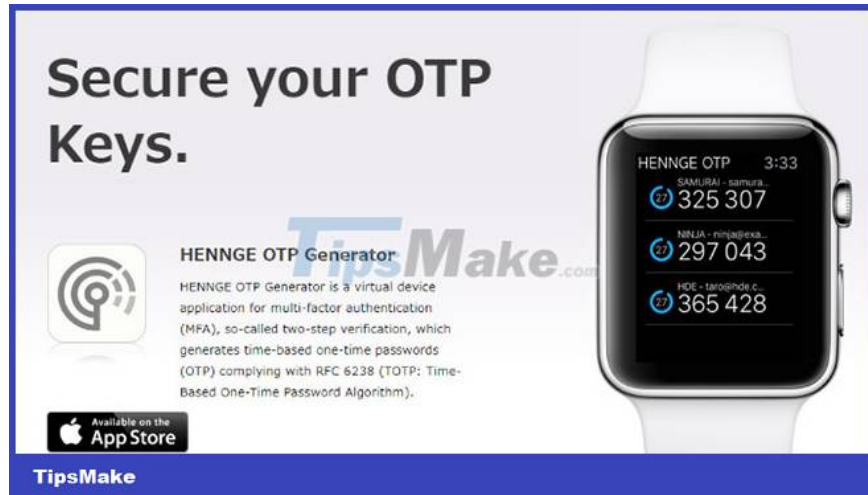 Secure your OTP
Keys.
HENNGE OTP Generator
HENNGE OTP Generator is a virtual device
application for multi-factor authentication
(MFA), so-called two-step verification, which
generates time-based one-time passwords
(OTP) complying with RFC 6238 (TOTP: Time-
Based One-Time Password Algorithm).
Available on the
App Store
HENNGE OTP 3:33
SAMURAI - samura...
27 325 307
NINJA - ninja@exa...
27 297 043
HDE - taro@hde.c...
27 365 428
TipsMake.com
TipsMake